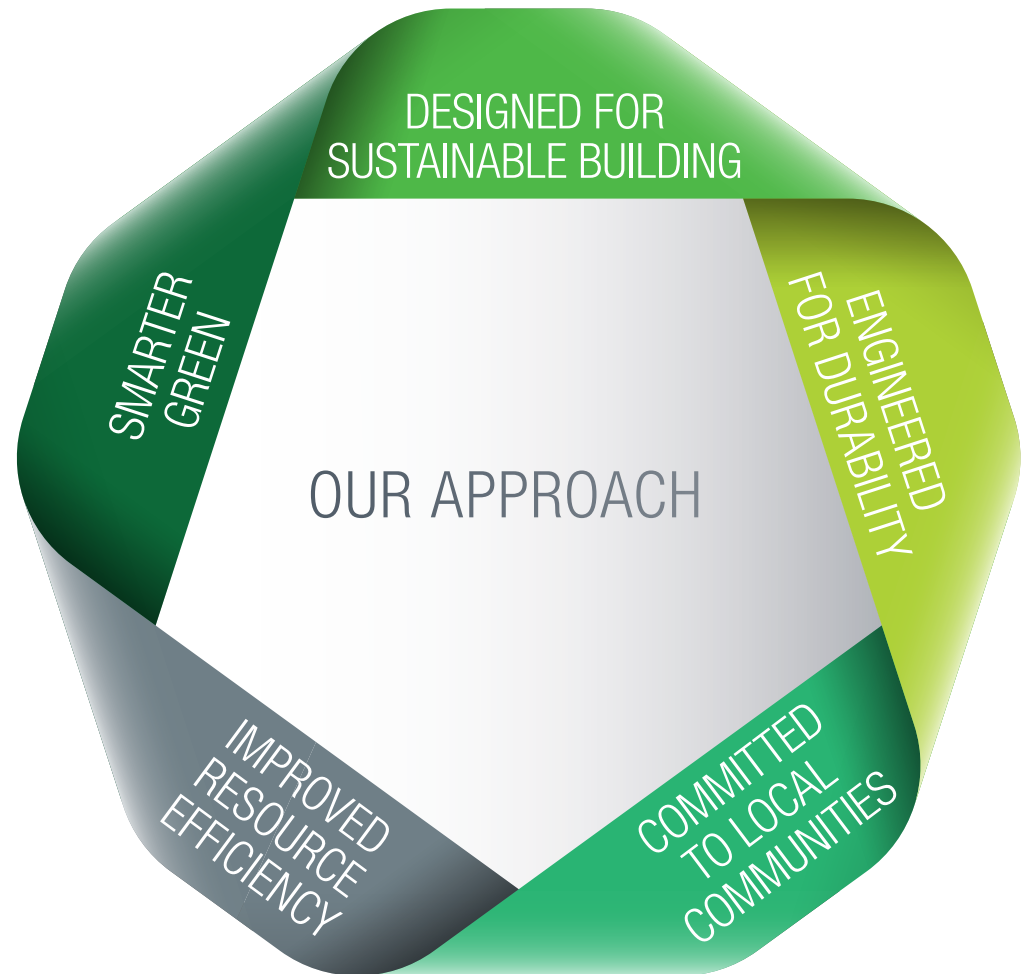 DESIGNED FOR
SUSTAINABLE BUILDING
ENGINEERED
FOR DURABILITY
COMMITTED
TO LOCAL
COMMUNITIES
IMPROVED
RESOURCE
EFFICIENCY
SMARTER
GREEN
OUR APPROACH